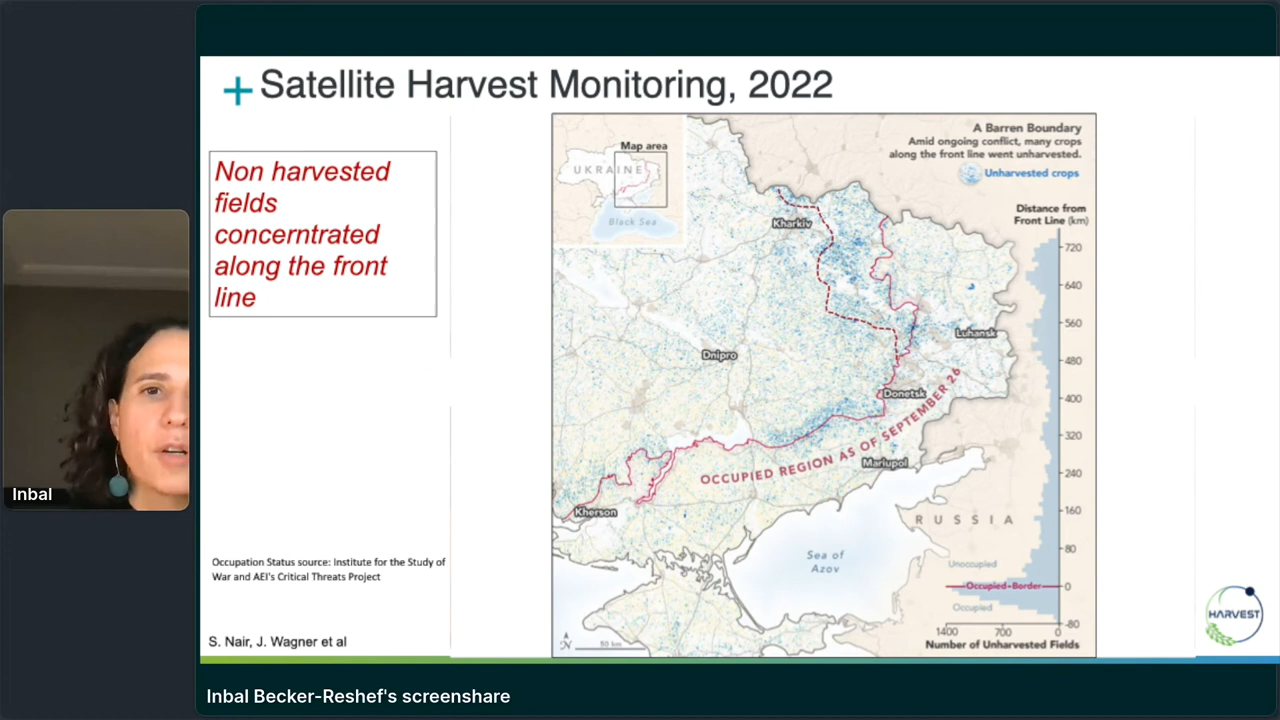 Satellite Harvest Monitoring, 2022
Non harvested
fields
concerntrated
along the front
line
Occupation Status source: Institute for the Study of
War and AEI's Critical Threats Project
S. Nair, J. Wagner et al
Map area
UKRAINE
Black Sea
A Barren Boundary
Amid ongoing conflict, many crops
along the front line went unharvested.
Unharvested crops
Distance from
Front Line (km)
720
640
560
480
400
320
240
160
80
0
-80
Kharkiv
Luhansk
Dnipro
Donetsk
OCCUPIED REGION AS OF SEPTEMBER 26
Mariupol
Kherson
RUSSIA
Sea of
Azov
Unoccupied
Occupied Border
Occupied
1400 700 0
Number of Unharvested Fields
N
50 km
HARVEST
Inbal
Inbal Becker-Reshef's screenshare